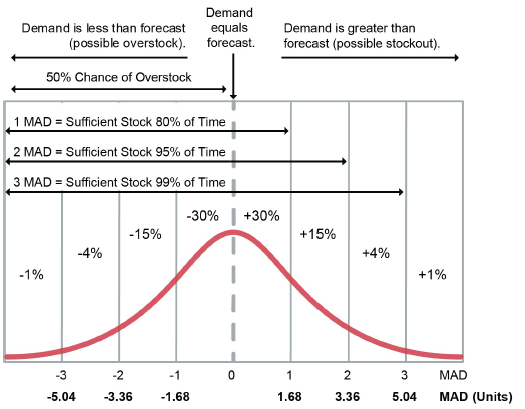 Demand is less than forecast
(possible overstock).
Demand
equals
forecast.
Demand is greater than
forecast (possible stockout).
50% Chance of Overstock
1 MAD = Sufficient Stock 80% of Time
2 MAD = Sufficient Stock 95% of Time
3 MAD = Sufficient Stock 99% of Time
-1% -4% -15% -30% +30% +15% +4% +1%
-3 -2 -1 0 1 2 3 MAD
-5.04 -3.36 -1.68 1.68 3.36 5.04 MAD (Units)